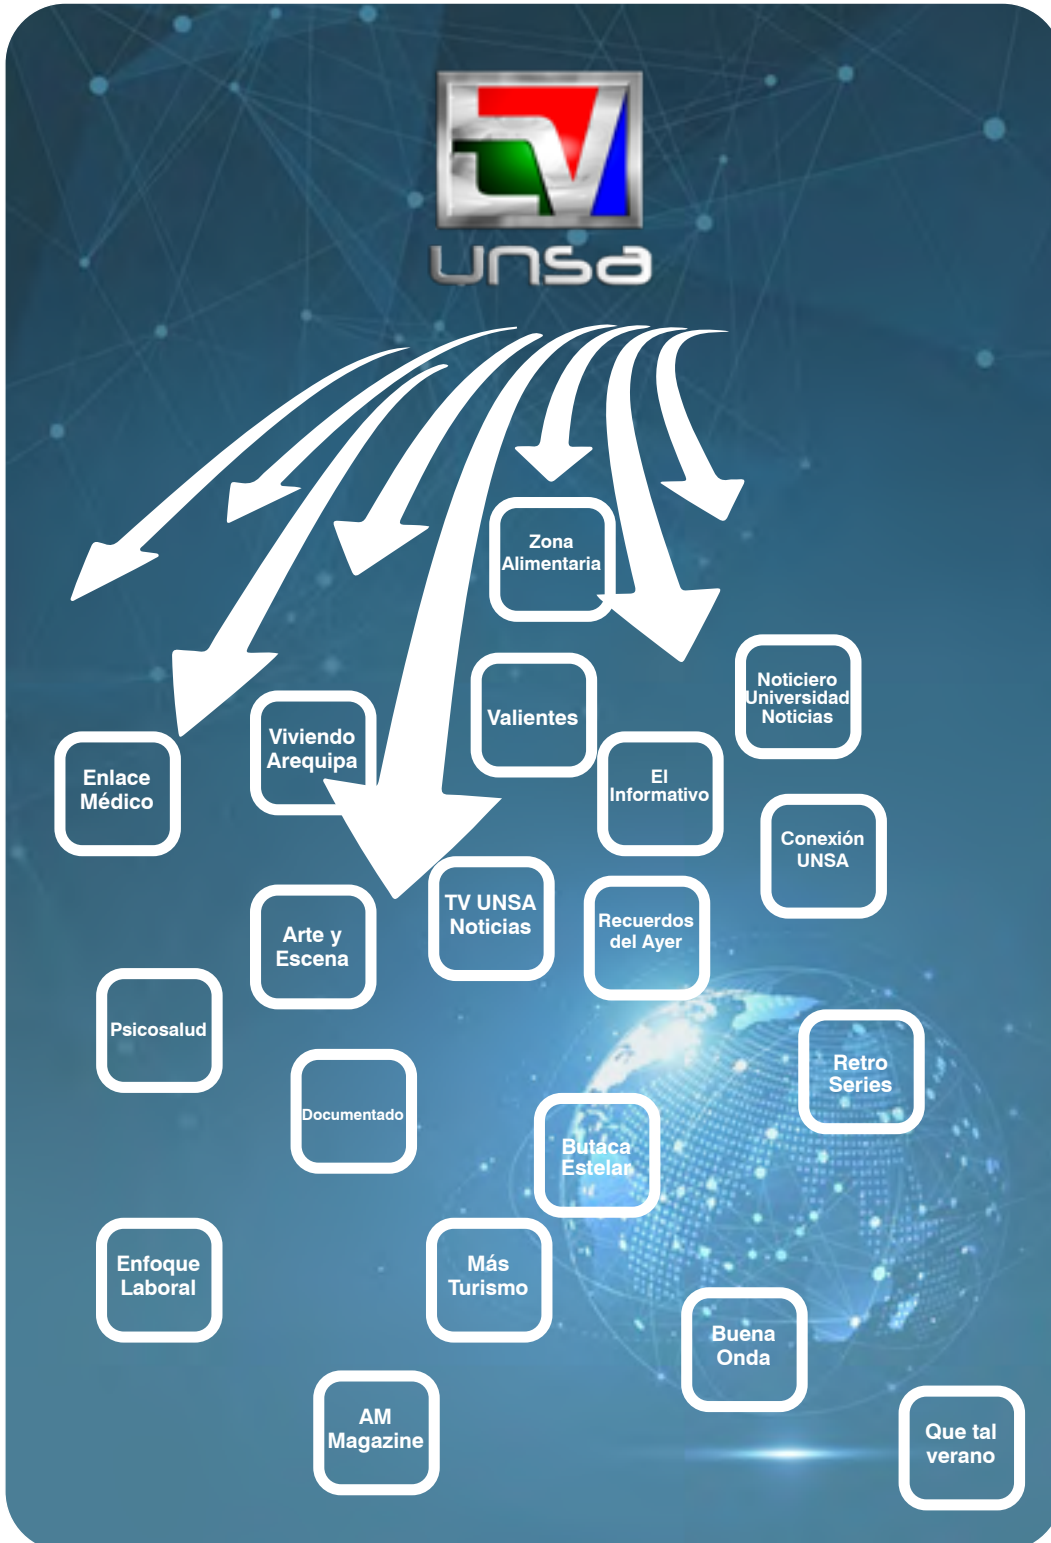 TV
unsa
Zona
Alimentaria
Noticiero
Universidad
Noticias
Valientes
Viviendo
Arequipa
Enlace
Médico
El
Informativo
Conexión
UNSA
TV UNSA
Noticias
Recuerdos
del Ayer
Arte y
Escena
Psicosalud
Retro
Series
Documentado
Butaca
Estelar
Enfoque
Laboral
Más
Turismo
Buena
Onda
AM
Magazine
Que tal
verano